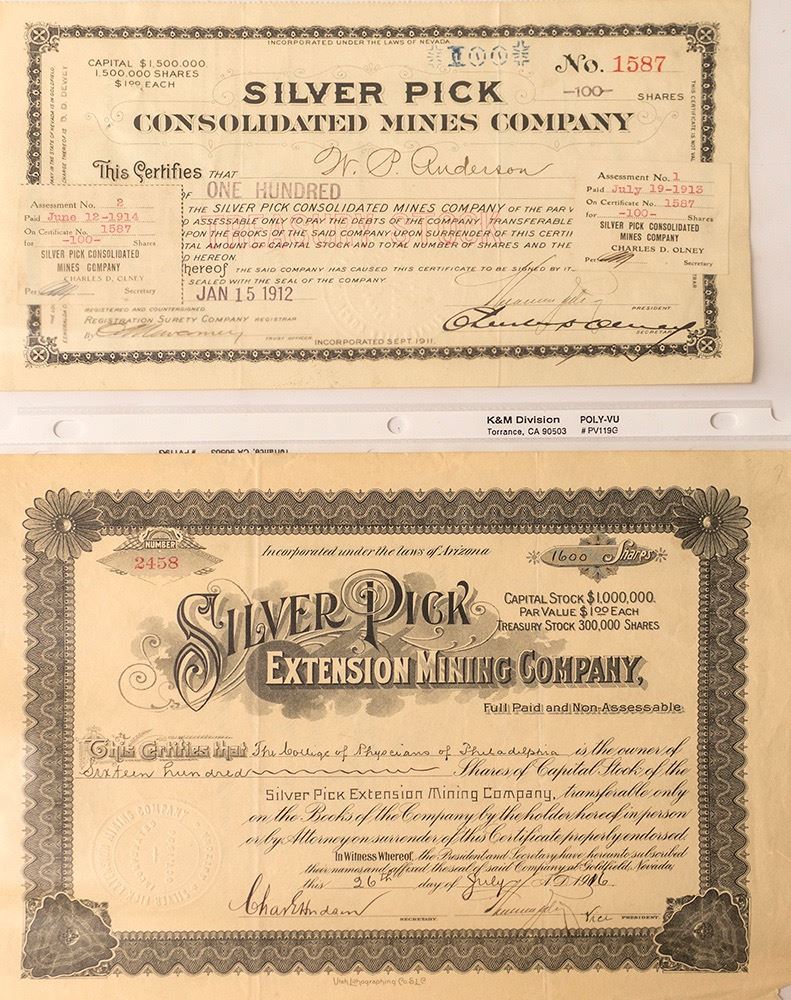 INCORPORATED UNDER THE LAWS OF NEVADA
CAPITAL $1,500,000.
1,500,000 SHARES
$1.00 EACH
100
No. 1587
-100- SHARES
SILVER PICK
CONSOLIDATED MINES COMPANY
This Certifies THAT W. P. Anderson
ONE HUNDRED
THE SILVER PICK CONSOLIDATED MINES COMPANY OF THE PAR V
ASSESSABLE ONLY TO PAY THE DEBTS OF THE COMPANY, TRANSFERABLE
PON THE BOOKS OF THE SAID COMPANY UPON SURRENDER OF THIS CERTI
TAL AMOUNT OF CAPITAL STOCK AND TOTAL NUMBER OF SHARES AND THE
D HEREON.
hereof THE SAID COMPANY HAS CAUSED THIS CERTIFICATE TO BE SIGNED BY IT
SEALED WITH THE SEAL OF THE COMPANY
JAN 15 1912
Assessment No. 2
Paid June 12-1914
On Certificate No. 1587
for -100- Shares
SILVER PICK CONSOLIDATED
MINES COMPANY
CHARLES D. OLNEY
Per Secretary
Assessment No. 1
Paid July 19-1913
On Certificate No. 1587
for -100- Shares
SILVER PICK CONSOLIDATED
MINES COMPANY
CHARLES D. OLNEY
Per Secretary
PRESIDENT
REGISTERED AND COUNTERSIGNED
REGISTRATION SURETY COMPANY REGISTRAR
By
TRUST OFFICER
Charles D. Olney
SECRETARY
INCORPORATED SEPT. 1911.
K&M Division POLY-VU
Torrance, CA 90503 # PV119G
NUMBER
2458
Incorporated under the laws of Arizona
1600 Shares
SILVER PICK
EXTENSION MINING COMPANY,
CAPITAL STOCK $1,000,000.
PAR VALUE $1.00 EACH
TREASURY STOCK 300,000 SHARES
Full Paid and Non-Assessable
This Certifies that The College of Physcians of Philadelphia is the owner of
Sixteen hundred Shares of Capital Stock of the
Silver Pick Extension Mining Company, transferable only
on the Books of the Company by the holder hereof in person
or by Attorney on surrender of this Certificate properly endorsed.
In Witness Whereof, the President and Secretary have hereunto subscribed
their names and affixed the seal of said Company at Goldfield, Nevada,
this 26th day of July A.D. 1916.
SECRETARY.
Vice PRESIDENT
Utah Lithographing Co. S.L.C.